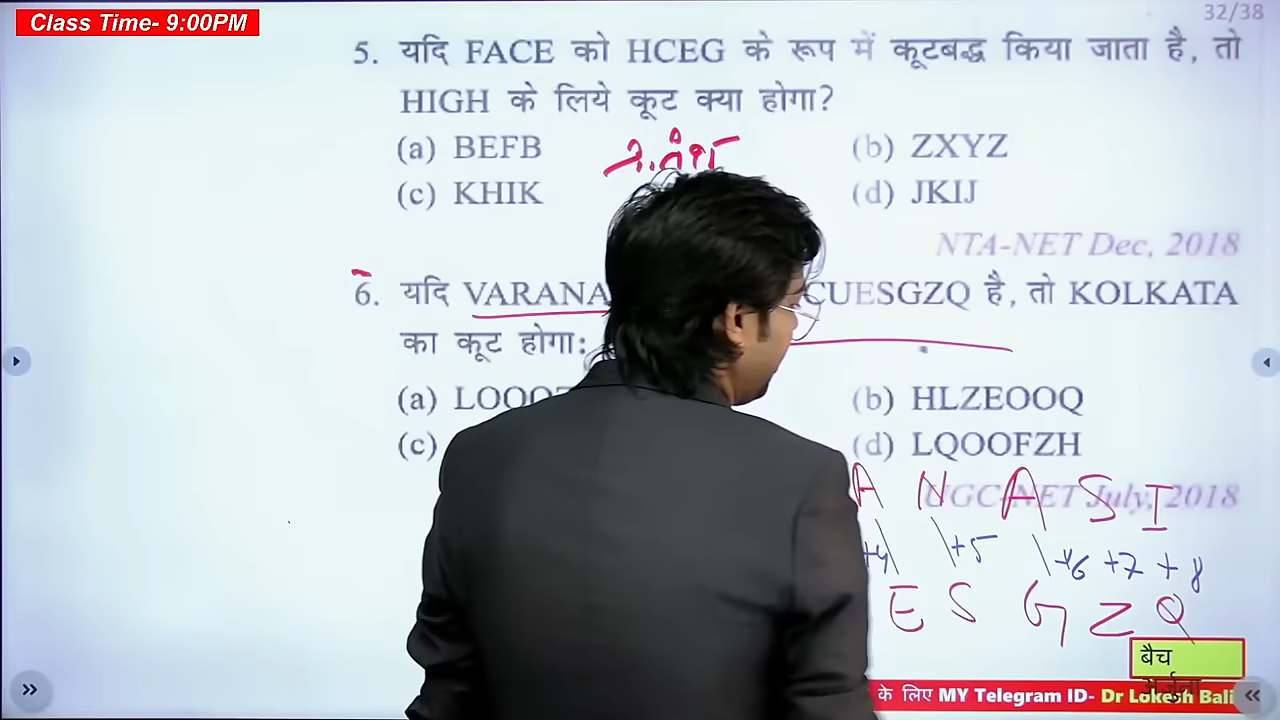 Class Time- 9:00PM
32/38
5. यदि FACE को HCEG के रूप में कूटबद्ध किया जाता है, तो
HIGH के लिये कूट क्या होगा?
(a) BEFB
(b) ZXYZ
(c) KHIK
(d) JKIJ
NTA-NET Dec, 2018
6. यदि VARANA CUESGZQ है, तो KOLKATA
का कूट होगा:
(a) LOOO
(b) HLZEOOQ
(c)
(d) LQOOFZH
UGC-NET July, 2018
A N A S I
+4 +5 +6 +7 +8
E S G Z Q
बैच
के लिए MY Telegram ID- Dr Lokesh Bali